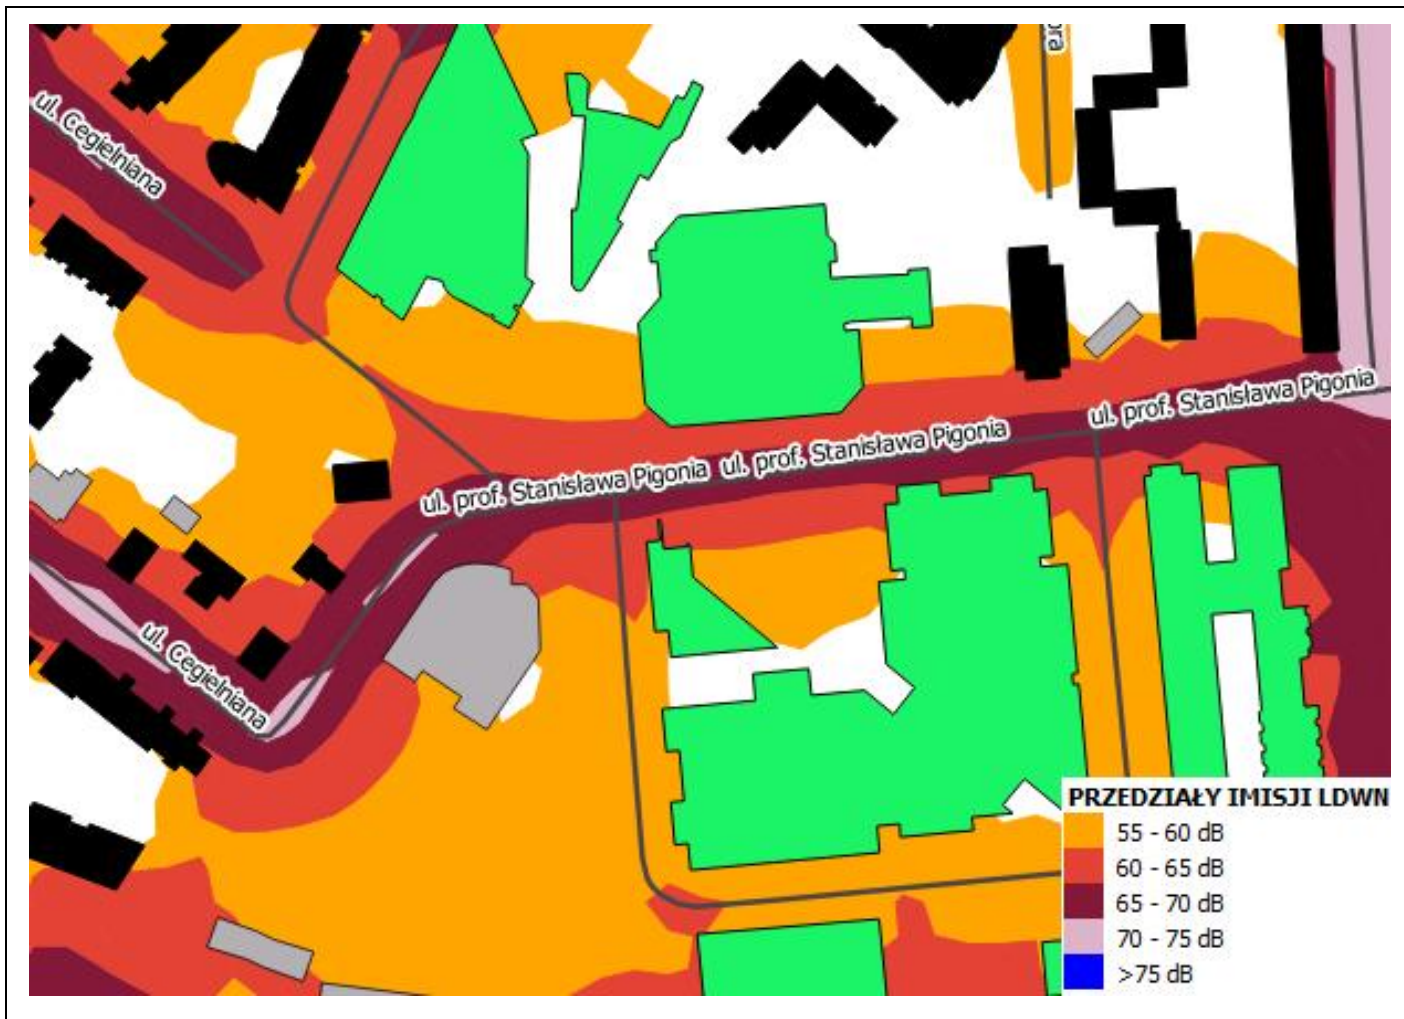 ora
ul. Cegielniana
ul. prof. Stanisława Pigonia
ul. prof. Stanisława Pigonia
ul. prof. Stanisława Pigonia
ul. Cegielniana
PRZEDZIAŁY IMISJI LDWN
55 - 60 dB
60 - 65 dB
65 - 70 dB
70 - 75 dB
>75 dB